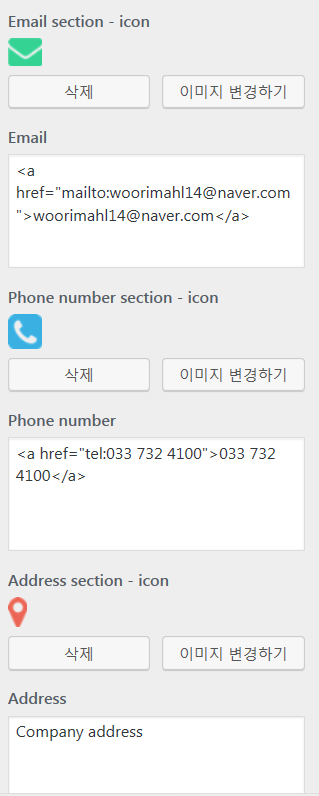 Email section - icon
삭제
이미지 변경하기
Email
<a
href="mailto:woorimahl14@naver.com
">woorimahl14@naver.com</a>
Phone number section - icon
삭제
이미지 변경하기
Phone number
<a href="tel:033 732 4100">033 732
4100</a>
Address section - icon
삭제
이미지 변경하기
Address
Company address